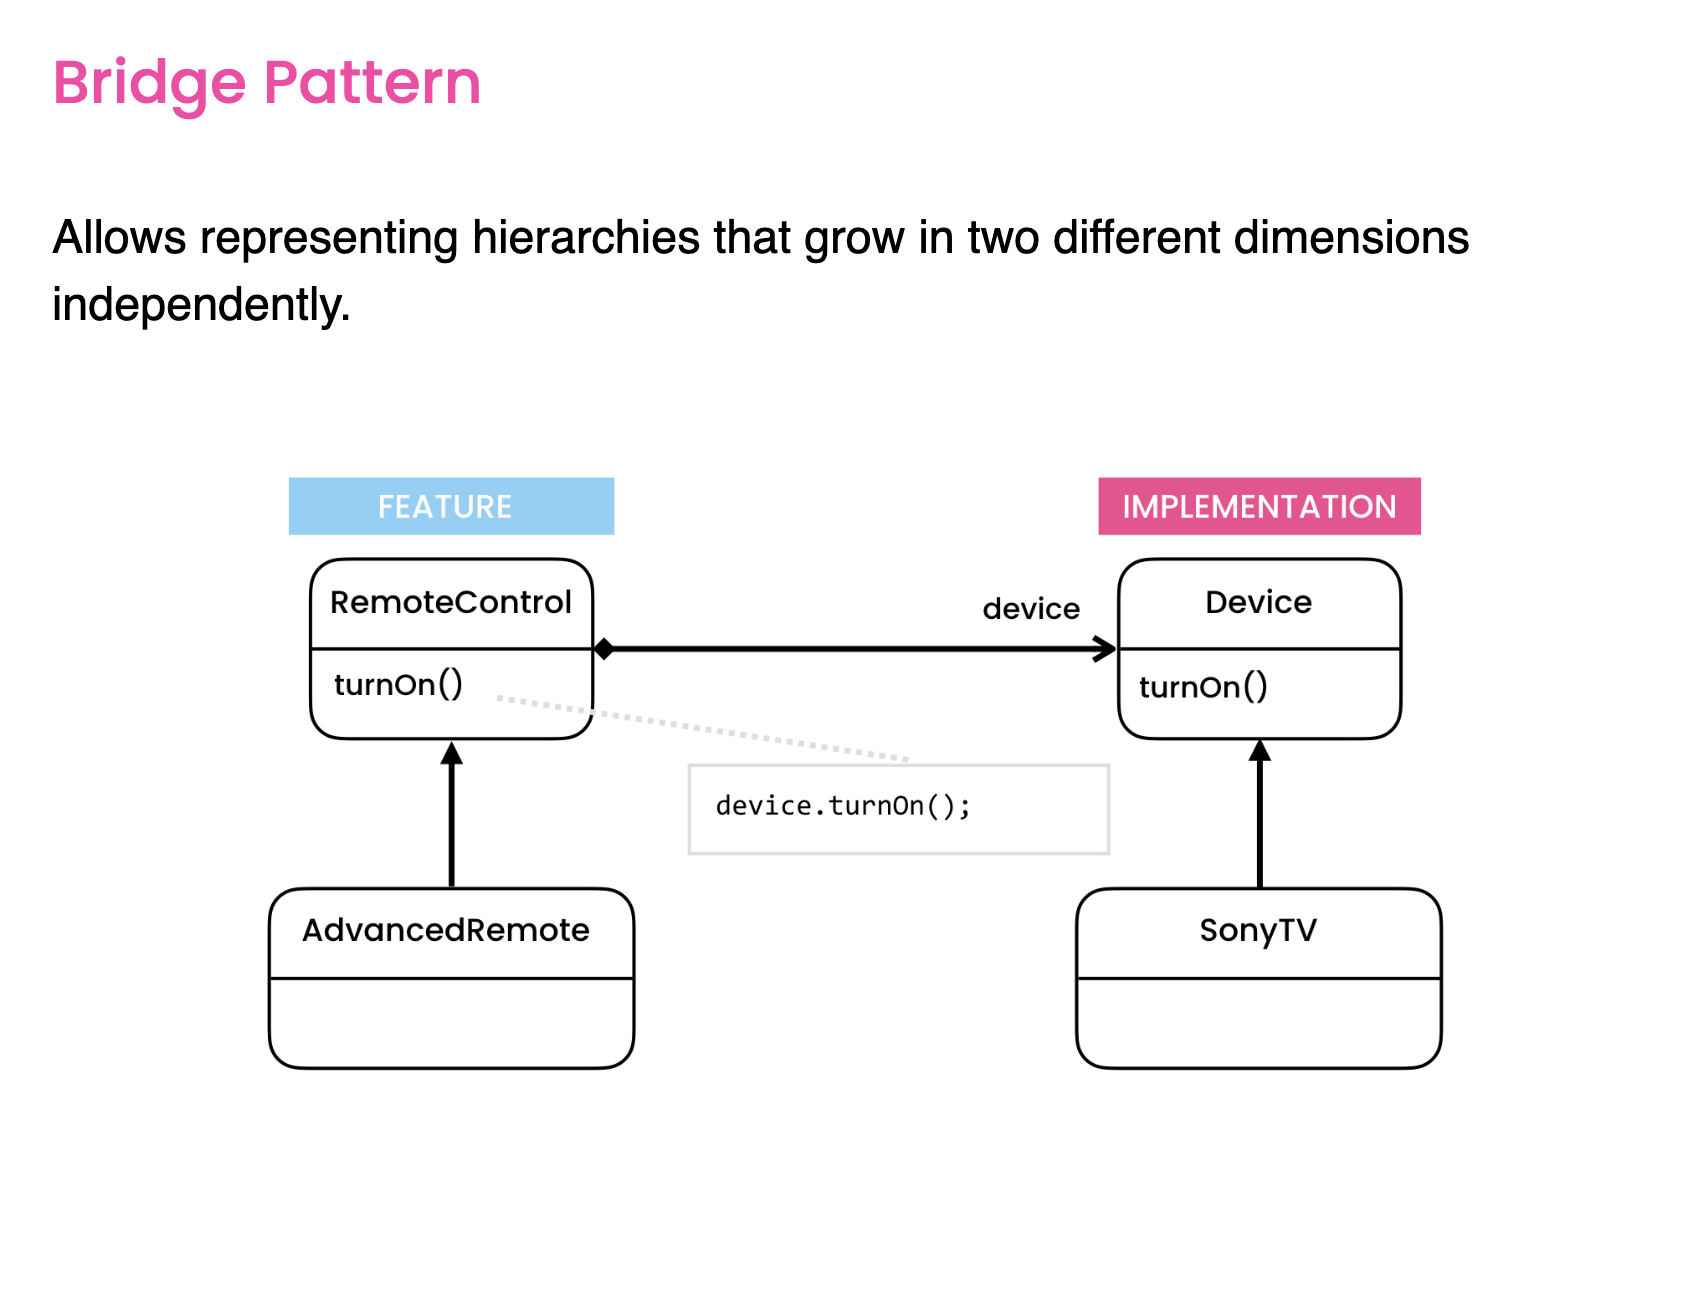 Bridge Pattern
Allows representing hierarchies that grow in two different dimensions
independently.
FEATURE
IMPLEMENTATION
RemoteControl
device
Device
turnOn()
turnOn()
device.turnOn();
AdvancedRemote
SonyTV